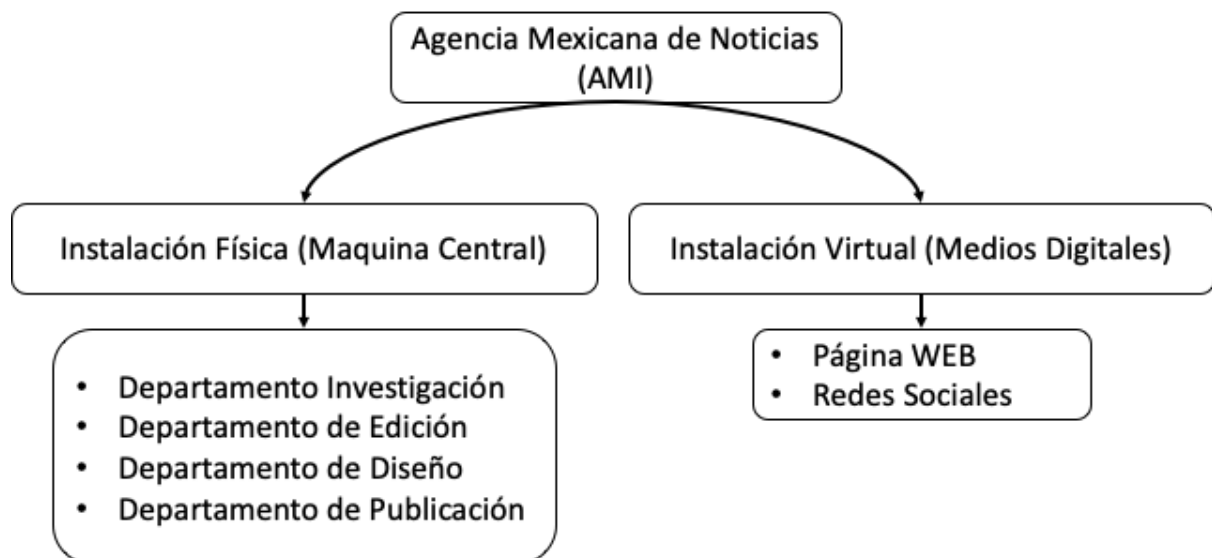 Agencia Mexicana de Noticias
(AMI)
Instalación Física (Maquina Central)
Instalación Virtual (Medios Digitales)
• Departamento Investigación
• Departamento de Edición
• Departamento de Diseño
• Departamento de Publicación
• Página WEB
• Redes Sociales